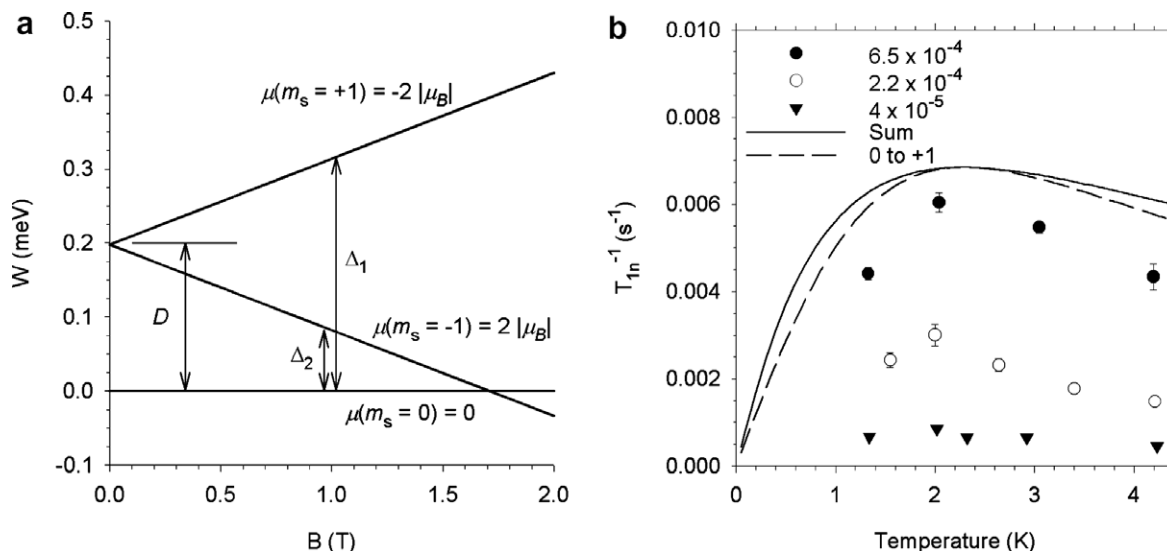 a
W (meV)
0.5
0.4
0.3
0.2
0.1
0.0
-0.1
μ(mₛ = +1) = -2 |μ_B|
D
Δ₁
Δ₂
μ(mₛ = -1) = 2 |μ_B|
μ(mₛ = 0) = 0
0.0 0.5 1.0 1.5 2.0
B (T)
b
T₁ₙ⁻¹ (s⁻¹)
0.010
0.008
0.006
0.004
0.002
0.000
6.5 x 10⁻⁴
2.2 x 10⁻⁴
4 x 10⁻⁵
Sum
0 to +1
0 1 2 3 4
Temperature (K)